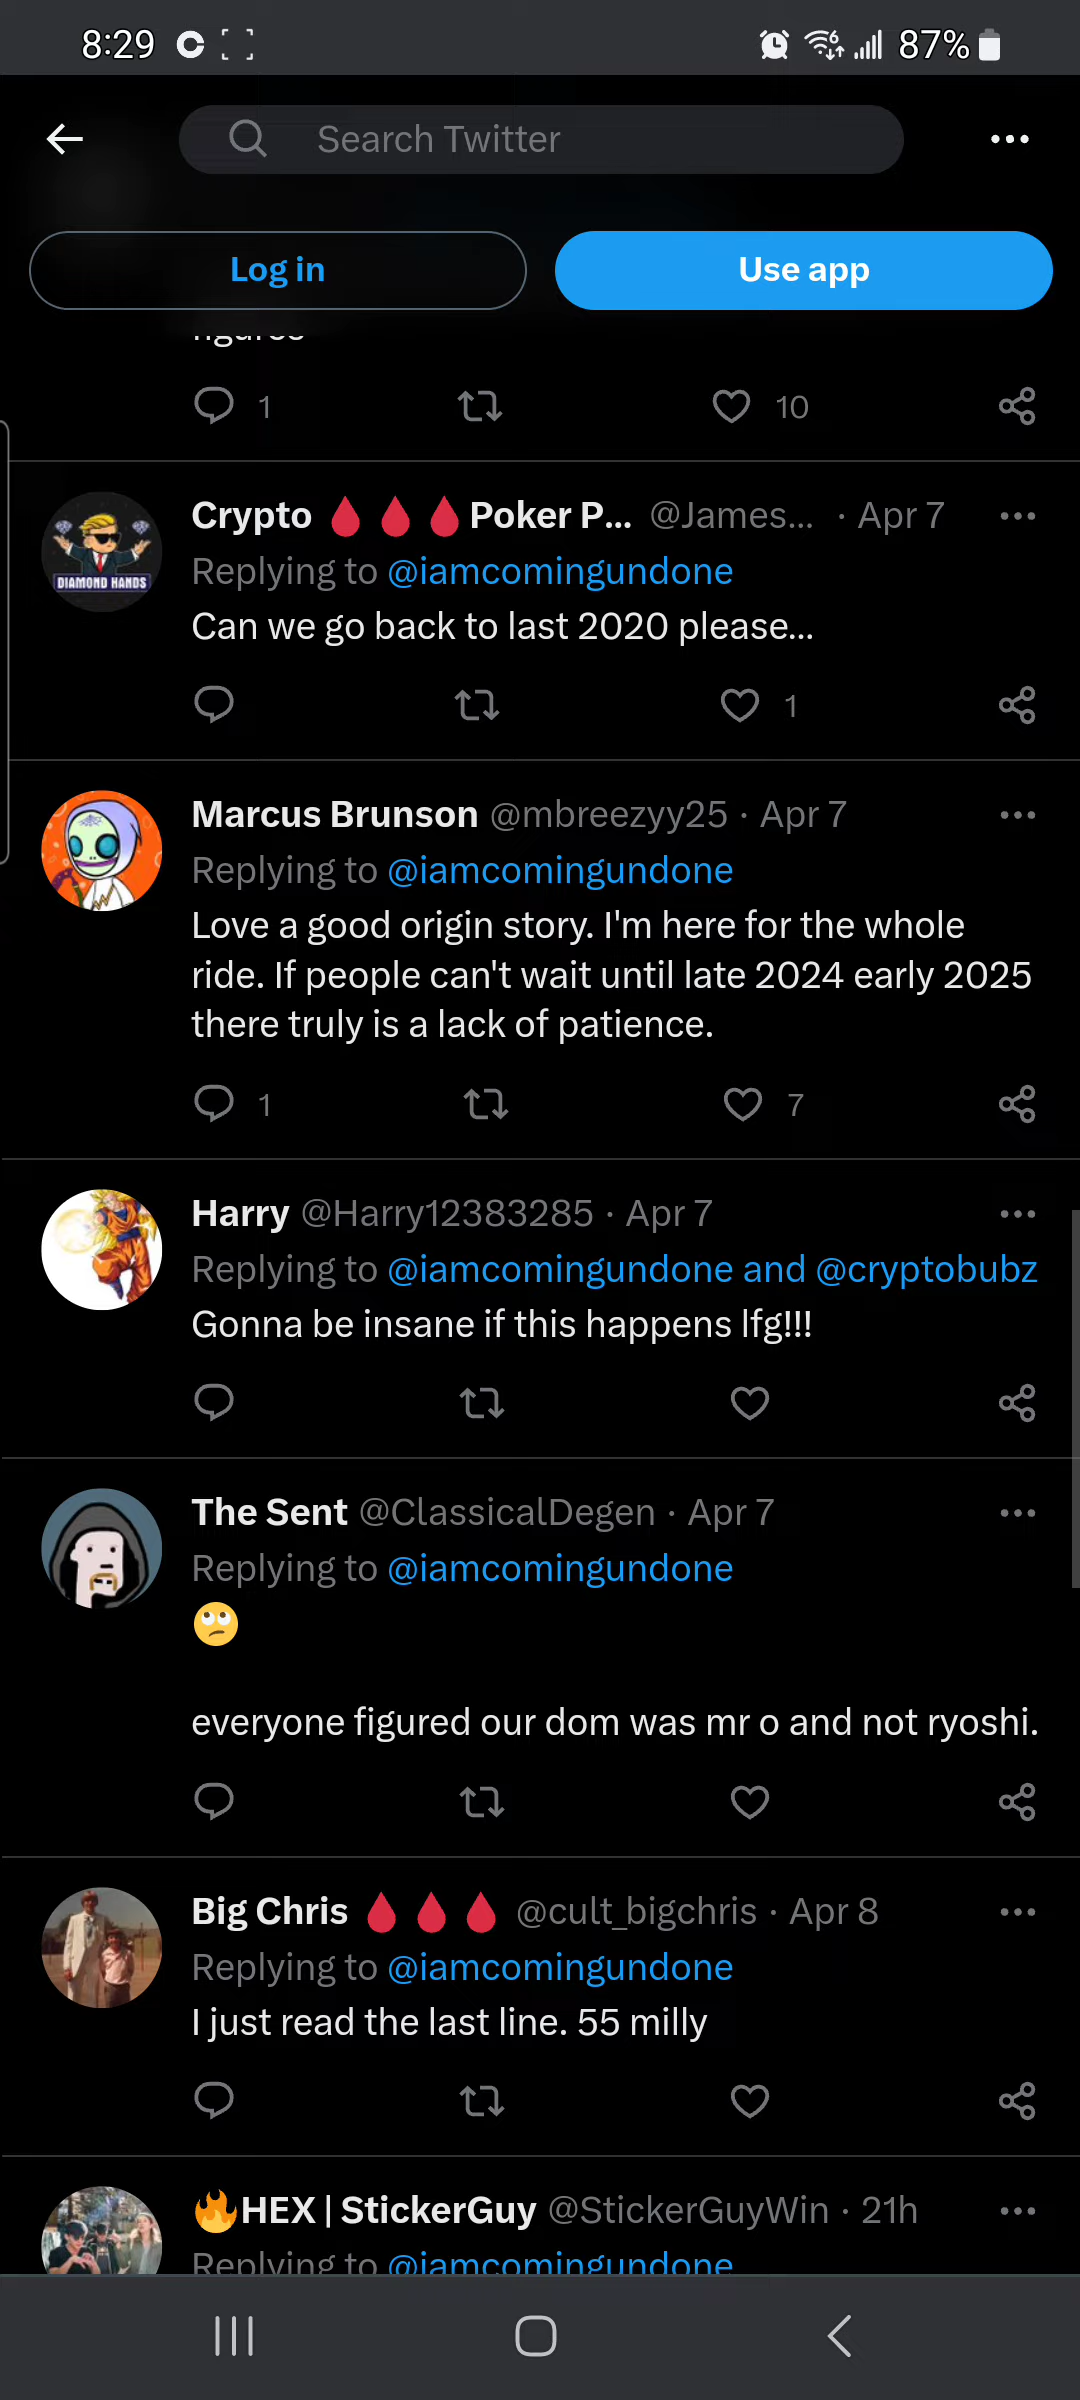 8:29
87%
Search Twitter
Log in
Use app
figures
1
10
Crypto 🩸🩸🩸Poker P... @James... · Apr 7
DIAMOND HANDS
Replying to @iamcomingundone
Can we go back to last 2020 please...
1
Marcus Brunson @mbreezyy25 · Apr 7
Replying to @iamcomingundone
Love a good origin story. I'm here for the whole
ride. If people can't wait until late 2024 early 2025
there truly is a lack of patience.
1
7
Harry @Harry12383285 · Apr 7
Replying to @iamcomingundone and @cryptobubz
Gonna be insane if this happens lfg!!!
The Sent @ClassicalDegen · Apr 7
Replying to @iamcomingundone
🙄
everyone figured our dom was mr o and not ryoshi.
Big Chris 🩸🩸🩸 @cult_bigchris · Apr 8
Replying to @iamcomingundone
I just read the last line. 55 milly
🔥HEX | StickerGuy @StickerGuyWin · 21h
Replying to @iamcomingundone